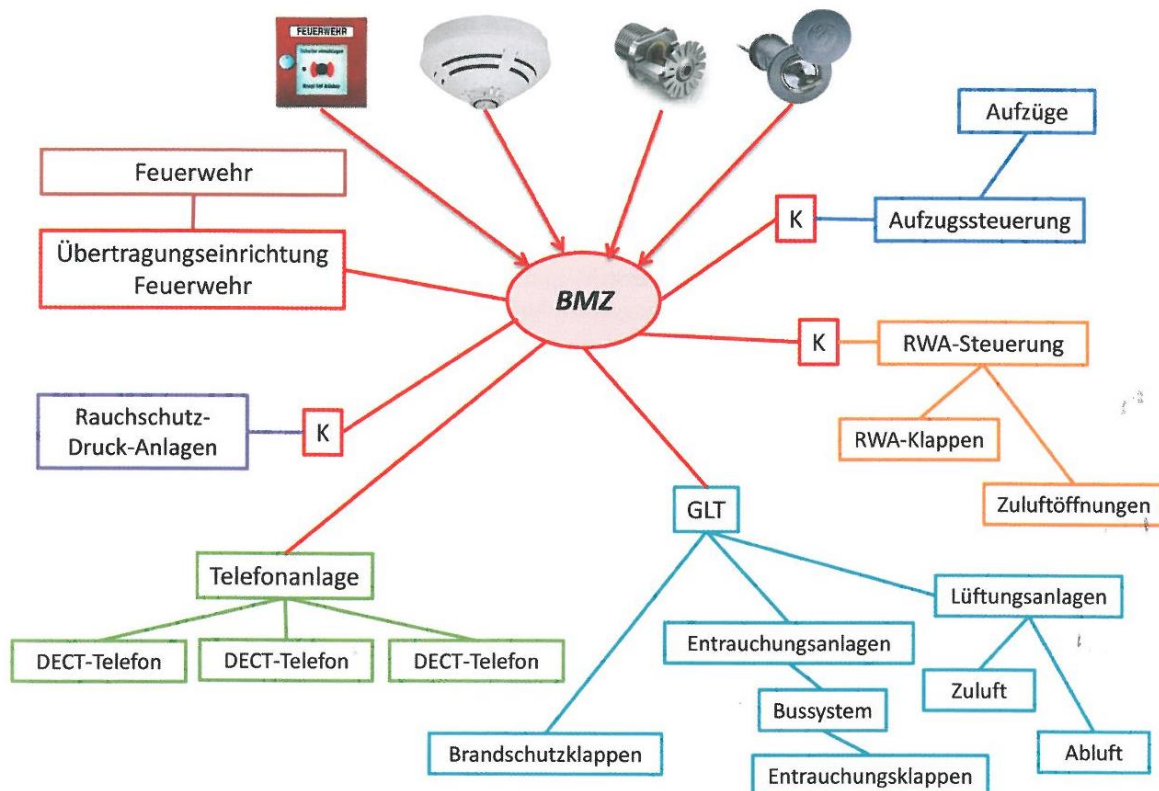 FEUERWEHR
Aufzüge
Feuerwehr
K
Aufzugssteuerung
Übertragungseinrichtung
Feuerwehr
BMZ
K
RWA-Steuerung
Rauchschutz-
Druck-Anlagen
K
RWA-Klappen
GLT
Zuluftöffnungen
Telefonanlage
Lüftungsanlagen
DECT-Telefon
DECT-Telefon
DECT-Telefon
Entrauchungsanlagen
Zuluft
Bussystem
Brandschutzklappen
Abluft
Entrauchungsklappen